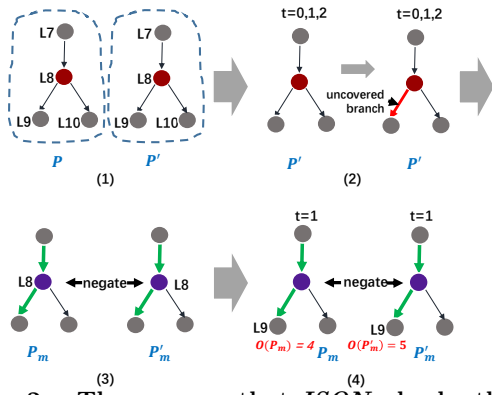 L7
L8
L9
L10
P
L7
L8
L9
L10
P′
(1)
t=0,1,2
P′
t=0,1,2
uncovered
branch
P′
(2)
L8
negate
L8
Pm
P′m
(3)
t=1
t=1
negate
L9
L9
O(Pm) = 4
Pm
O(P′m) = 5
P′m
(4)